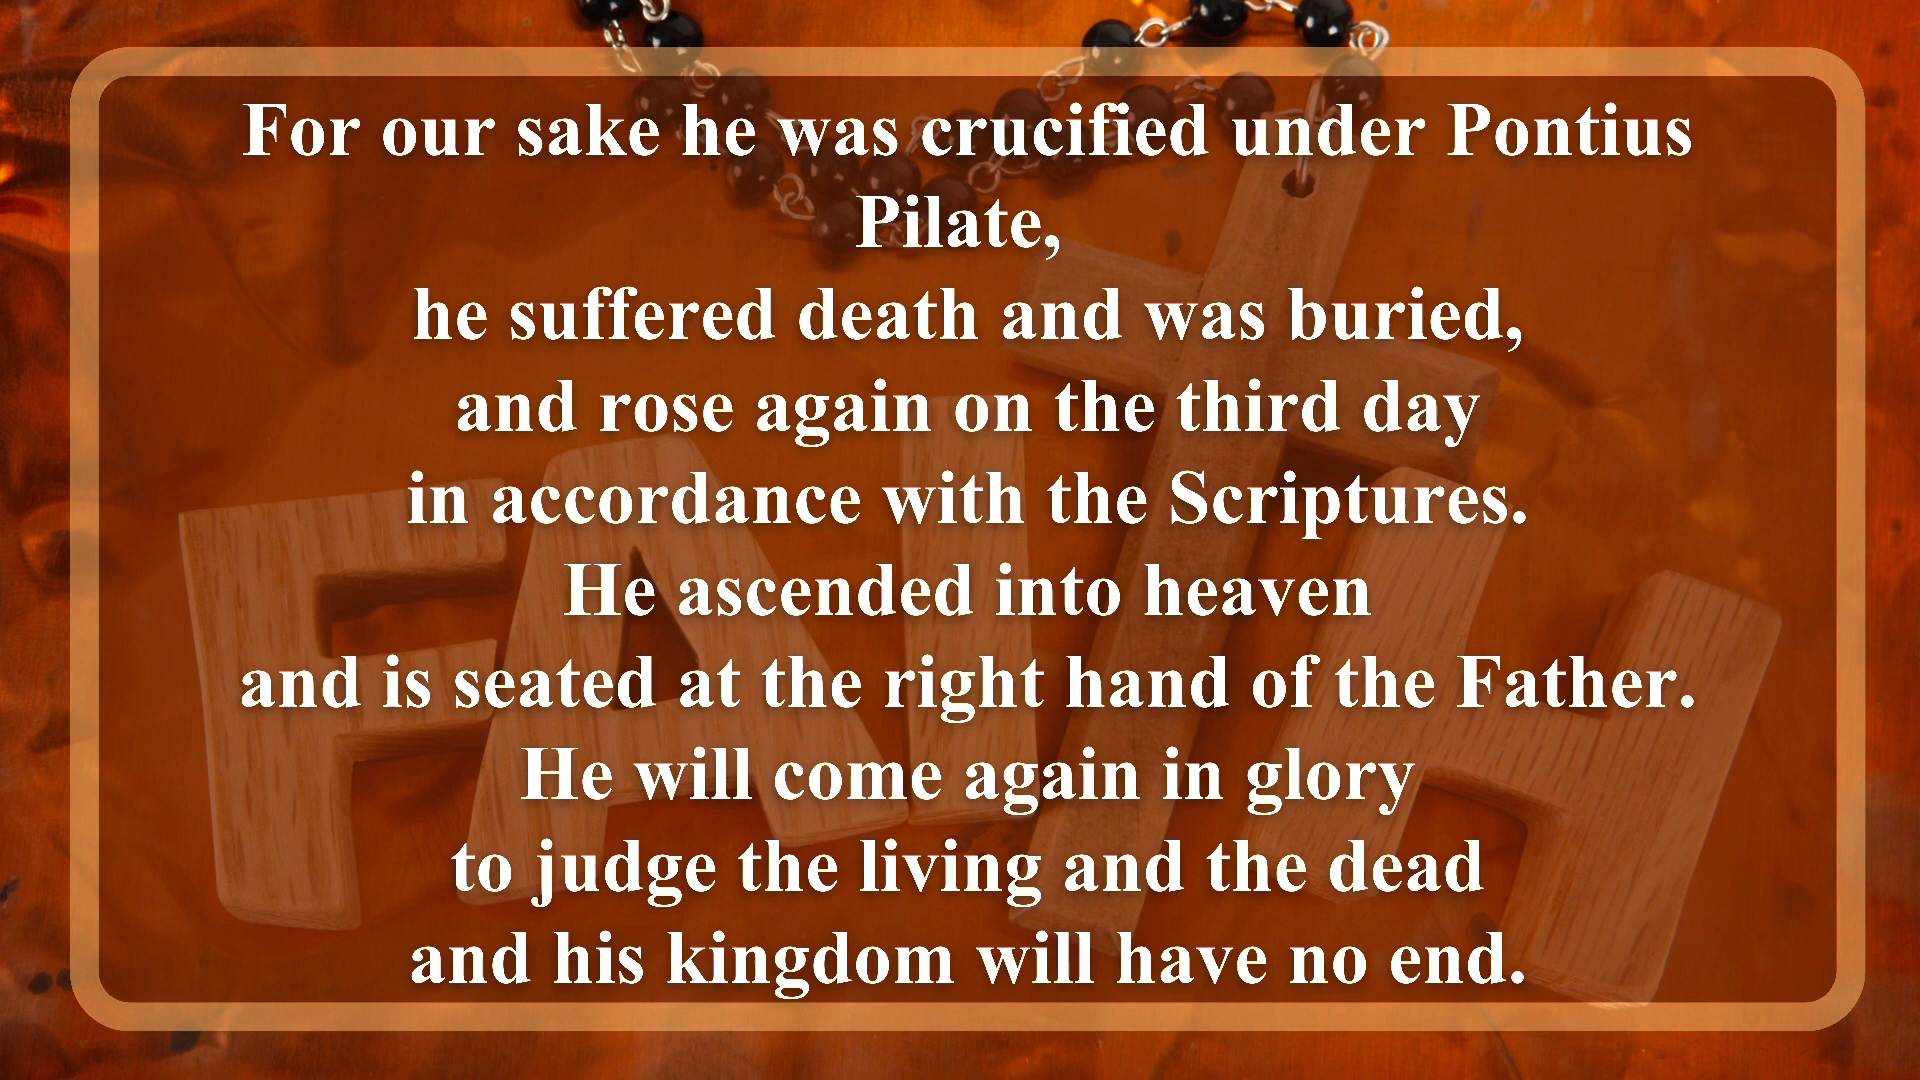 For our sake he was crucified under Pontius
Pilate,
he suffered death and was buried,
and rose again on the third day
in accordance with the Scriptures.
He ascended into heaven
and is seated at the right hand of the Father.
He will come again in glory
to judge the living and the dead
and his kingdom will have no end.
FAITH